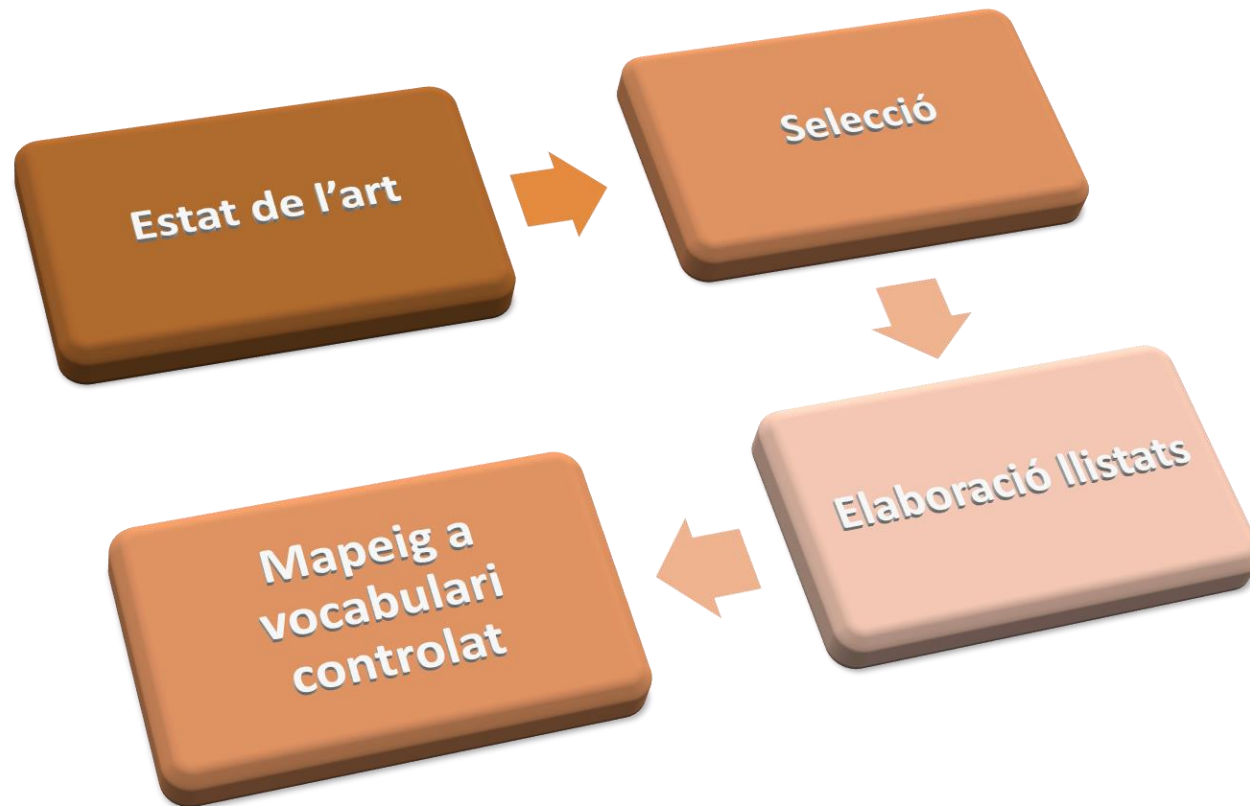 Estat de l’art
Selecció
Elaboració llistats
Mapeig a
vocabulari
controlat